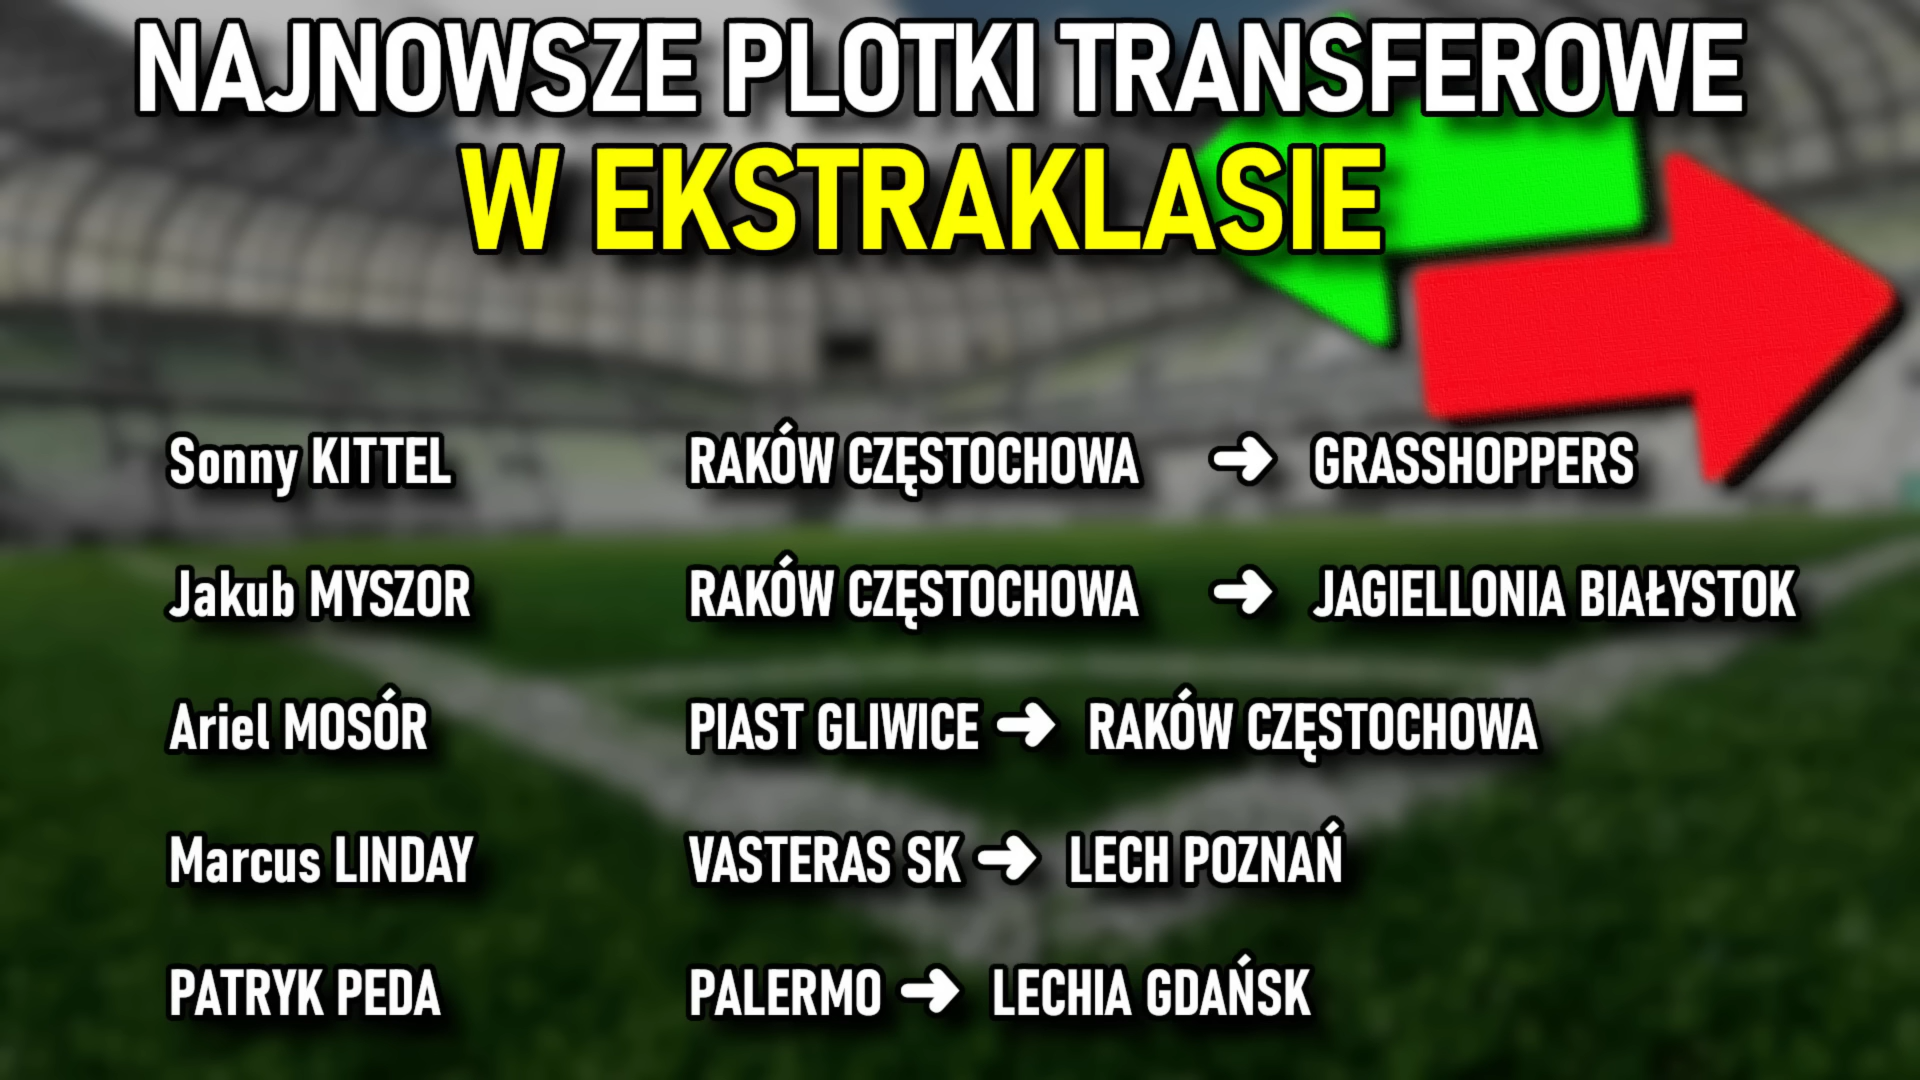 NAJNOWSZE PLOTKI TRANSFEROWE
W EKSTRAKLASIE
Sonny KITTEL RAKÓW CZĘSTOCHOWA ➜ GRASSHOPPERS
Jakub MYSZOR RAKÓW CZĘSTOCHOWA ➜ JAGIELLONIA BIAŁYSTOK
Ariel MOSÓR PIAST GLIWICE ➜ RAKÓW CZĘSTOCHOWA
Marcus LINDAY VASTERAS SK ➜ LECH POZNAŃ
PATRYK PEDA PALERMO ➜ LECHIA GDAŃSK